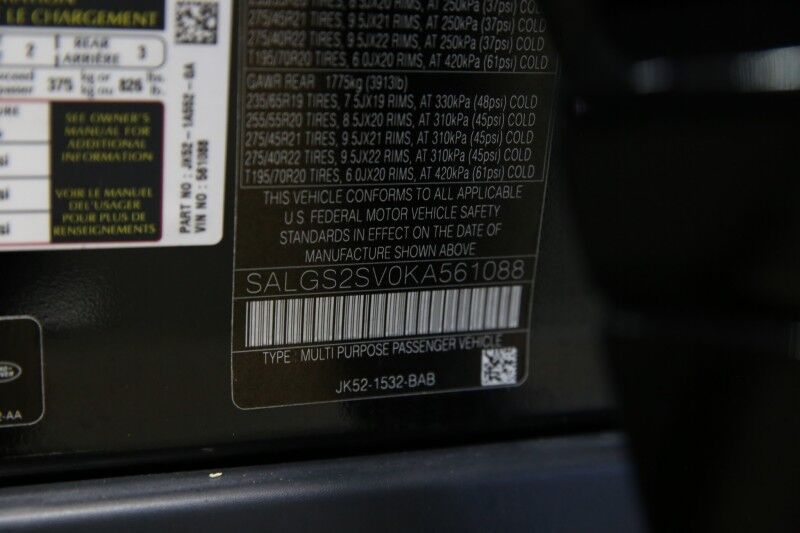 LE CHARGEMENT
2 REAR ARRIÈRE 3
375 kg or kg ou 826 lbs. lb.
SEE OWNER'S
MANUAL FOR
ADDITIONAL
INFORMATION
VOIR LE MANUEL
DE L'USAGER
POUR PLUS DE
RENSEIGNEMENTS
PART NO : JK52-1A552-GA
VIN NO : 561088
275/45R21 TIRES, 9.5JX21 RIMS, AT 250kPa (37psi) COLD
275/40R22 TIRES, 9.5JX22 RIMS, AT 250kPa (37psi) COLD
T195/70R20 TIRES, 6.0JX20 RIMS, AT 420kPa (61psi) COLD
GAWR REAR 1775kg (3913lb)
235/65R19 TIRES, 7.5JX19 RIMS, AT 330kPa (48psi) COLD
255/55R20 TIRES, 8.5JX20 RIMS, AT 310kPa (45psi) COLD
275/45R21 TIRES, 9.5JX21 RIMS, AT 310kPa (45psi) COLD
275/40R22 TIRES, 9.5JX22 RIMS, AT 310kPa (45psi) COLD
T195/70R20 TIRES, 6.0JX20 RIMS, AT 420kPa (61psi) COLD
THIS VEHICLE CONFORMS TO ALL APPLICABLE
U.S. FEDERAL MOTOR VEHICLE SAFETY
STANDARDS IN EFFECT ON THE DATE OF
MANUFACTURE SHOWN ABOVE
SALGS2SV0KA561088
TYPE : MULTI PURPOSE PASSENGER VEHICLE
JK52-1532-BAB